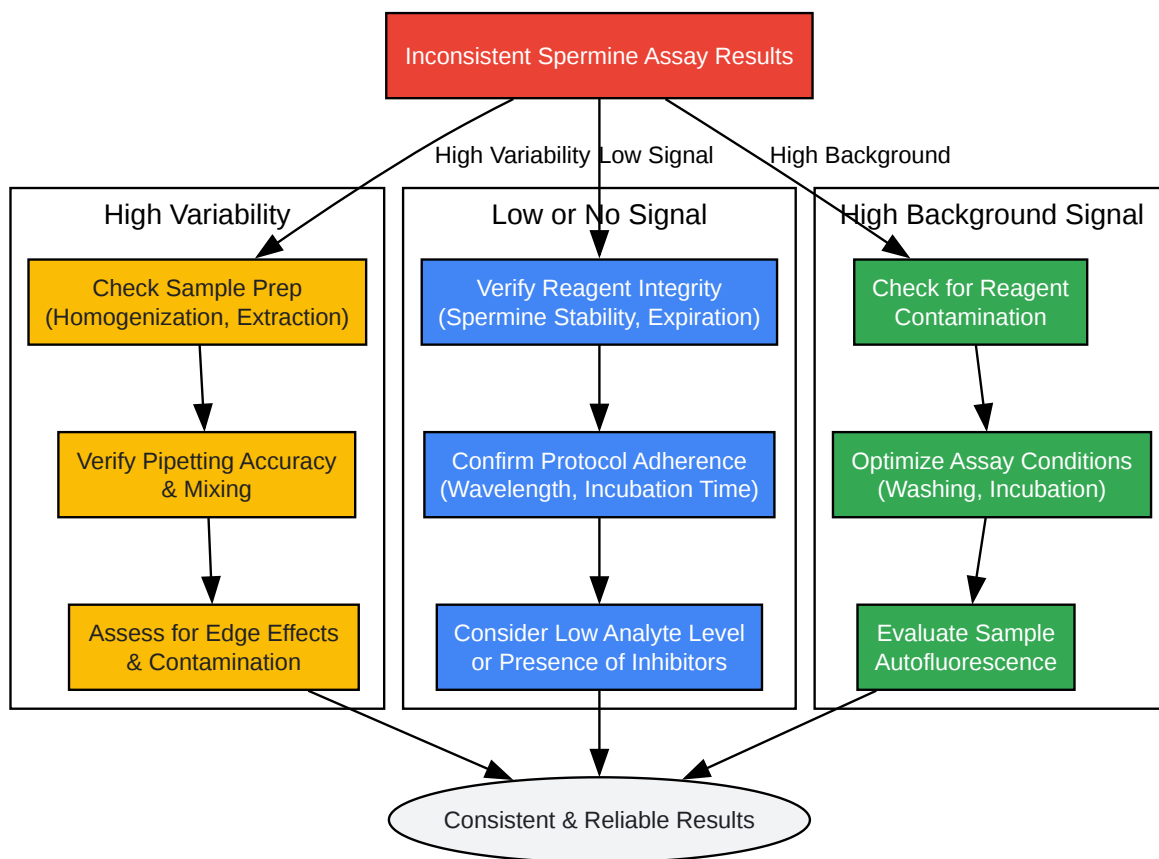 Inconsistent Spermine Assay Results
High Variability
Low Signal
High Background
High Variability
Low or No Signal
High Background Signal
Check Sample Prep
(Homogenization, Extraction)
Verify Reagent Integrity
(Spermine Stability, Expiration)
Check for Reagent
Contamination
Verify Pipetting Accuracy
& Mixing
Confirm Protocol Adherence
(Wavelength, Incubation Time)
Optimize Assay Conditions
(Washing, Incubation)
Assess for Edge Effects
& Contamination
Consider Low Analyte Level
or Presence of Inhibitors
Evaluate Sample
Autofluorescence
Consistent & Reliable Results